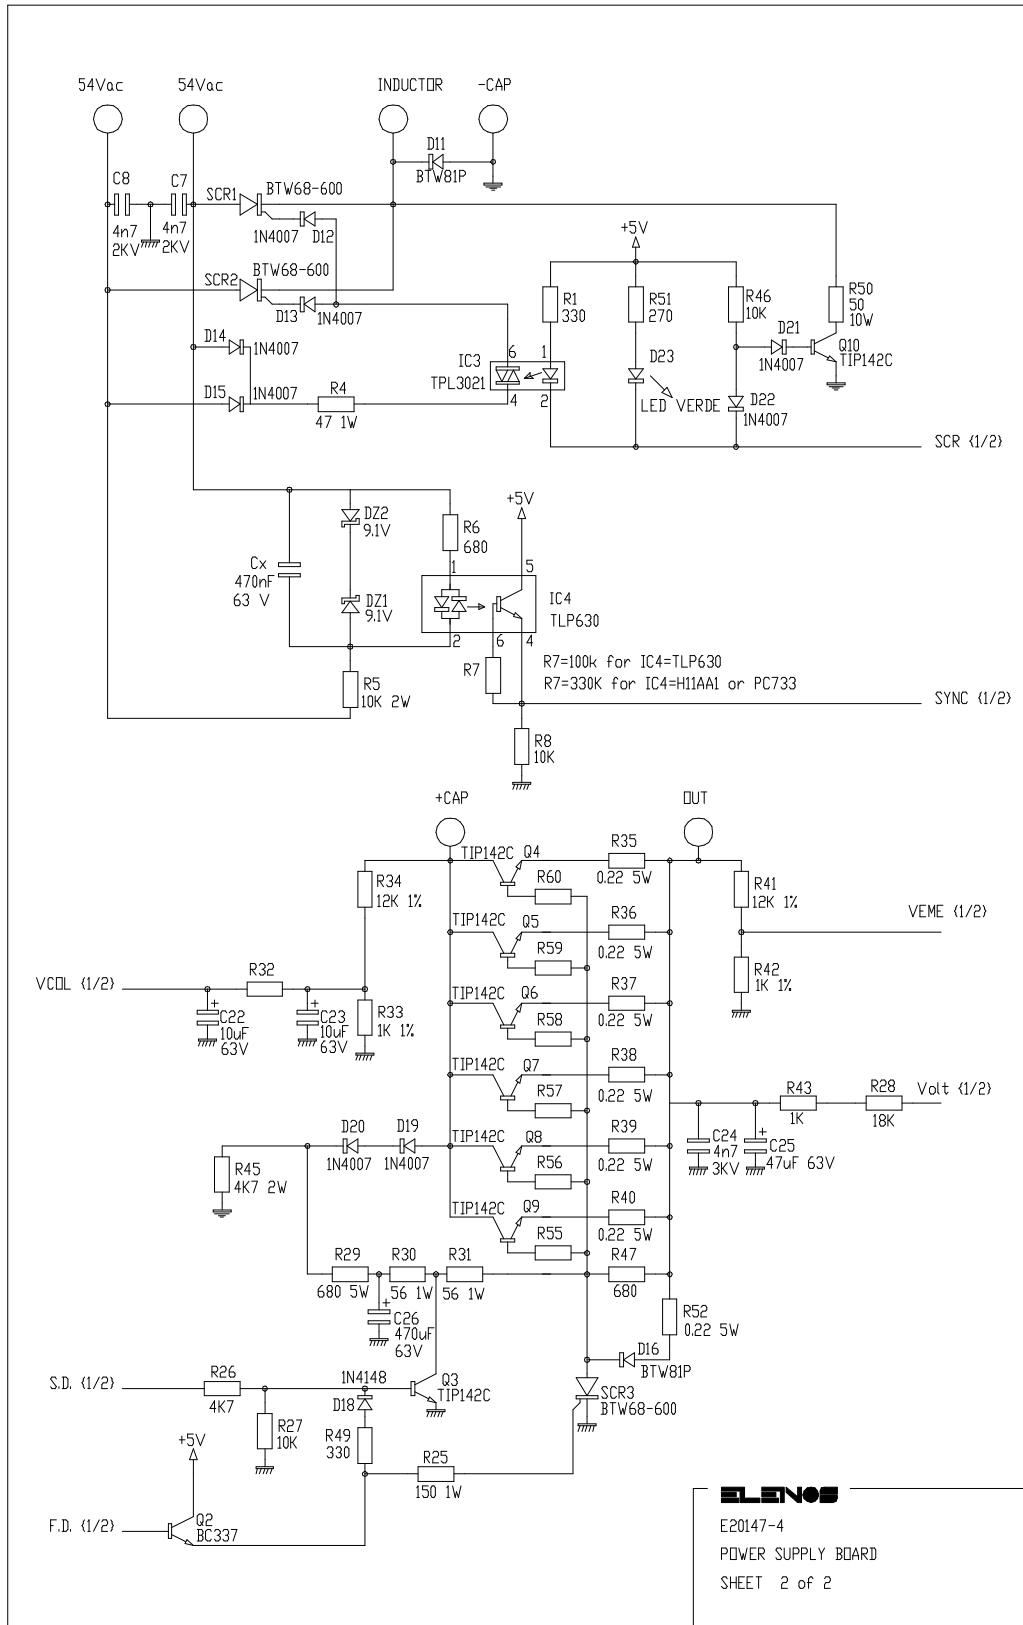 54Vac
54Vac
INDUCTOR
-CAP
D11
BTW81P
C8
4n7
2KV
C7
4n7
2KV
SCR1
BTW68-600
1N4007
D12
SCR2
BTW68-600
D13
1N4007
D14
1N4007
D15
1N4007
R4
47 1W
IC3
TPL3021
6
1
4
2
+5V
R1
330
R51
270
R46
10K
D21
1N4007
R50
50
10W
Q10
TIP142C
D23
LED VERDE
D22
1N4007
SCR (1/2)
Cx
470nF
63 V
DZ2
9.1V
DZ1
9.1V
R6
680
+5V
1
5
IC4
TLP630
2
6
4
R5
10K 2W
R7
R7=100k for IC4=TLP630
R7=330K for IC4=H11AA1 or PC733
SYNC (1/2)
R8
10K
+CAP
OUT
R34
12K 1%
TIP142C
Q4
R60
R35
0.22 5W
R41
12K 1%
TIP142C
Q5
R59
R36
0.22 5W
VEME (1/2)
VCOL (1/2)
R32
C22
10uF
63V
C23
10uF
63V
R33
1K 1%
TIP142C
Q6
R58
R37
0.22 5W
R42
1K 1%
TIP142C
Q7
R57
R38
0.22 5W
R43
1K
R28
18K
Volt (1/2)
D20
1N4007
D19
1N4007
TIP142C
Q8
R56
R39
0.22 5W
C24
4n7
3KV
C25
47uF 63V
R45
4K7 2W
TIP142C
Q9
R55
R40
0.22 5W
R29
680 5W
R30
56 1W
R31
56 1W
R47
680
C26
470uF
63V
R52
0.22 5W
D16
BTW81P
S.D. (1/2)
R26
4K7
1N4148
D18
Q3
TIP142C
SCR3
BTW68-600
R27
10K
R49
330
+5V
R25
150 1W
F.D. (1/2)
Q2
BC337
ELENOS
E20147-4
POWER SUPPLY BOARD
SHEET 2 of 2